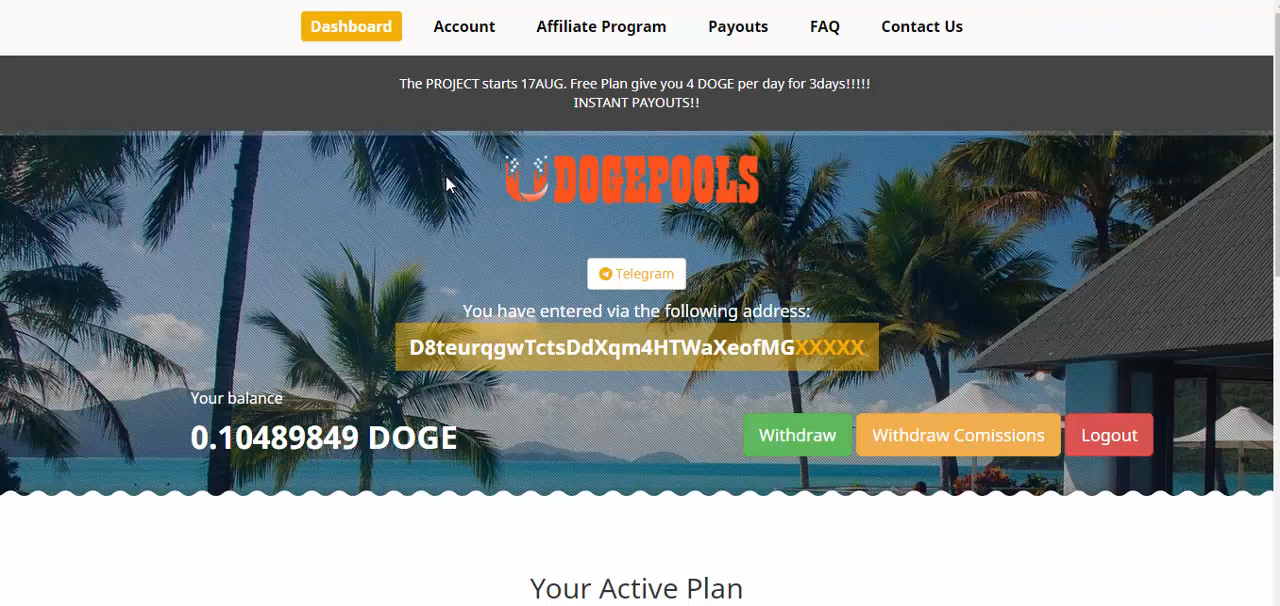 Dashboard Account Affiliate Program Payouts FAQ Contact Us
The PROJECT starts 17AUG. Free Plan give you 4 DOGE per day for 3days!!!!!
INSTANT PAYOUTS!!
DOGEPOOLS
Telegram
You have entered via the following address:
D8teurqgwTctsDdXqm4HTWaXeofMGXXXXX
Your balance
0.10489849 DOGE
Withdraw Withdraw Comissions Logout
Your Active Plan